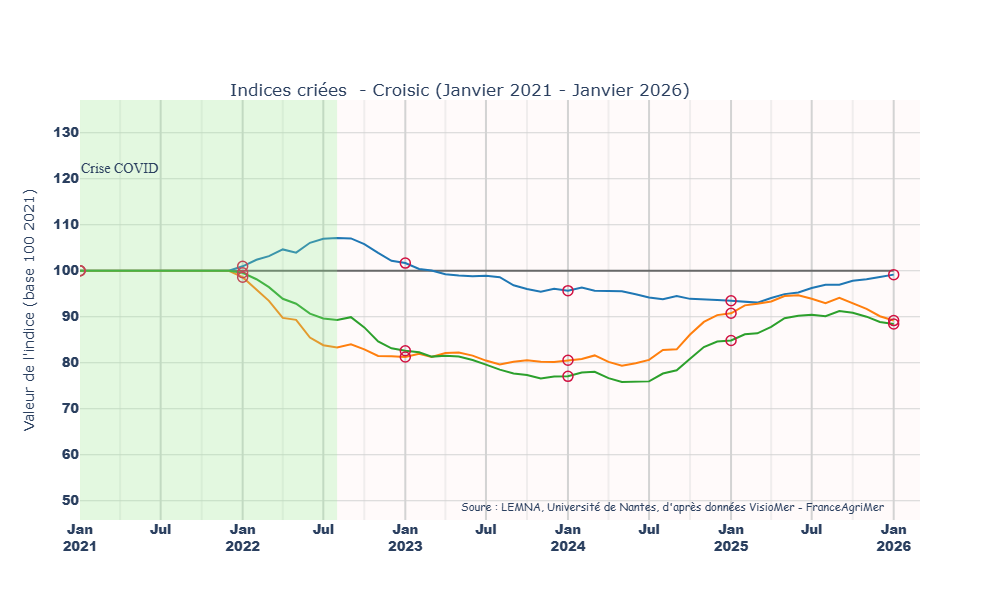 Indices criées  - Croisic (Janvier 2021 - Janvier 2026)
Valeur de l'indice (base 100 2021)
130
120
110
100
90
80
70
60
50
Crise COVID
Soure : LEMNA, Université de Nantes, d'après données VisioMer - FranceAgriMer
Jan Jul Jan Jul Jan Jul Jan Jul Jan Jul Jan
2021 2022 2023 2024 2025 2026